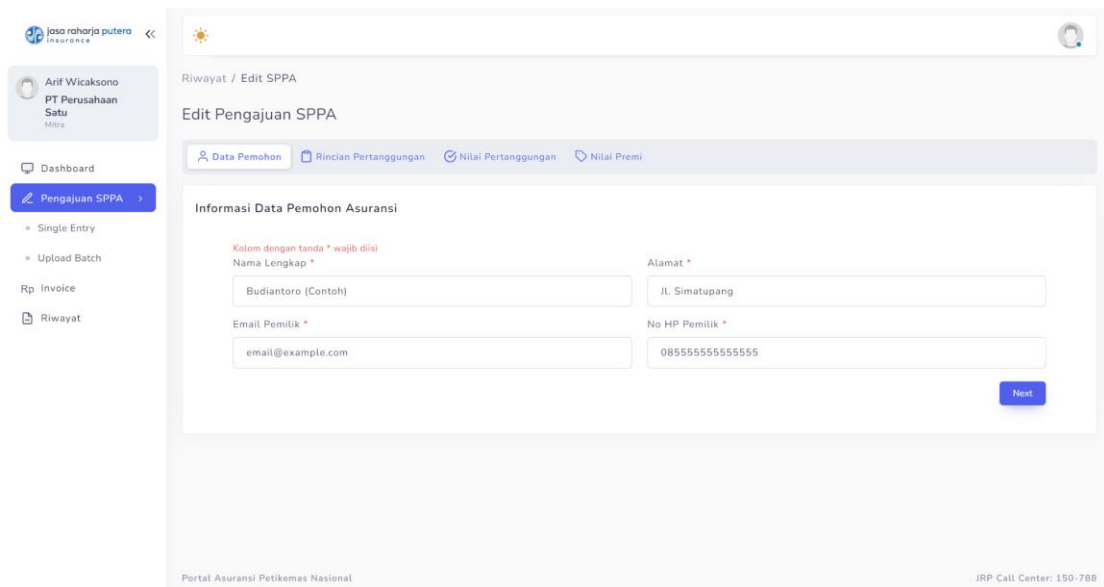 jasa raharja putera
insurance
Arif Wicaksono
PT Perusahaan
Satu
Mitra
Dashboard
Pengajuan SPPA
Single Entry
Upload Batch
Rp Invoice
Riwayat
Riwayat / Edit SPPA
Edit Pengajuan SPPA
Data Pemohon Rincian Pertanggungan Nilai Pertanggungan Nilai Premi
Informasi Data Pemohon Asuransi
Kolom dengan tanda * wajib diisi
Nama Lengkap * Alamat *
Budiantoro (Contoh) Jl. Simatupang
Email Pemilik * No HP Pemilik *
email@example.com 085555555555555
Next
Portal Asuransi Petikemas Nasional JRP Call Center: 150-788